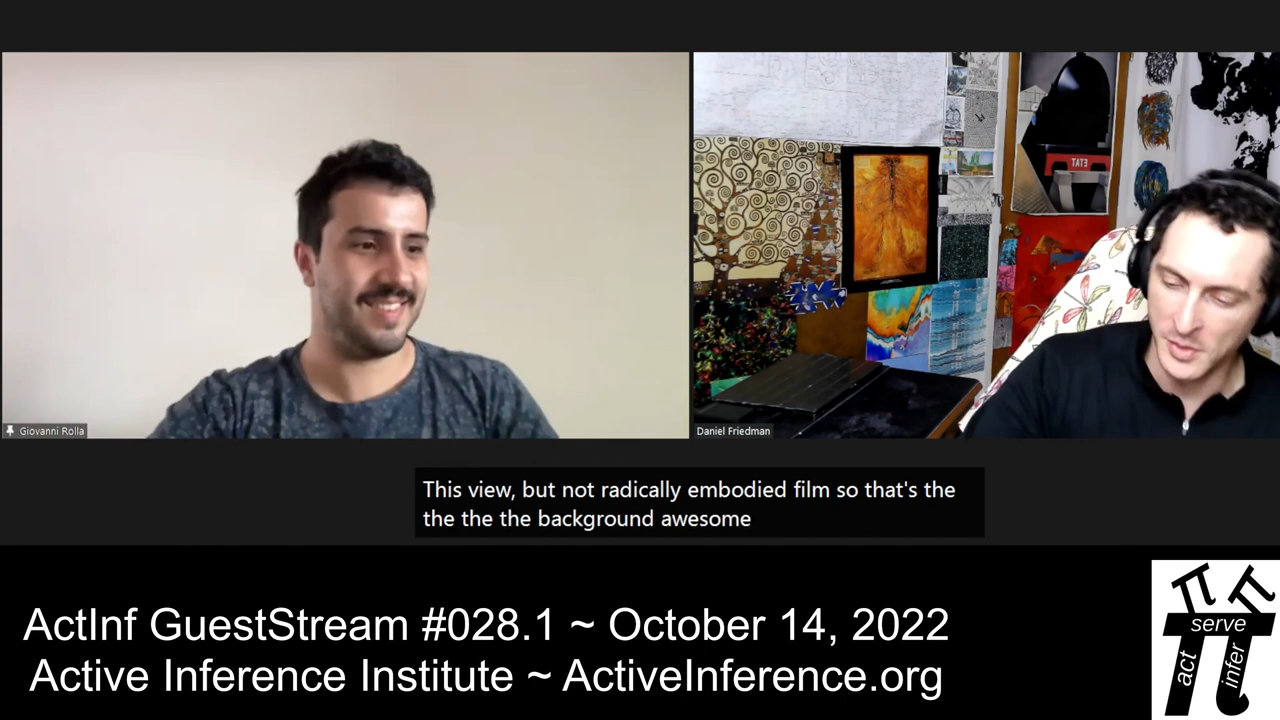 TATE
Giovanni Rolla
Daniel Friedman
This view, but not radically embodied film so that's the
the the the background awesome
ActInf GuestStream #028.1 ~ October 14, 2022
Active Inference Institute ~ ActiveInference.org
serve
act
infer